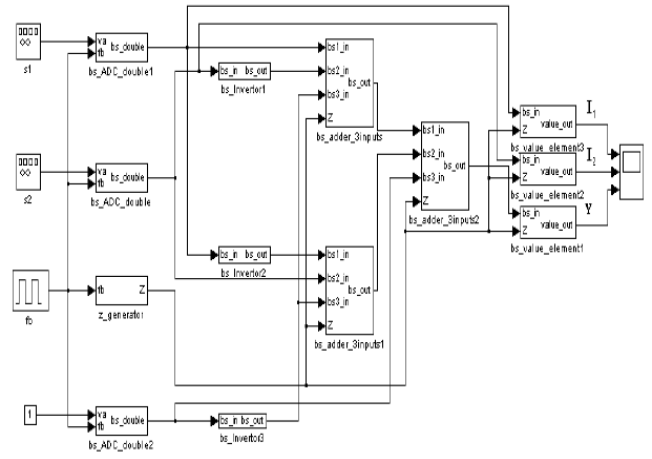 s1
va
fb
bs_double
bs_ADC_double1
s2
va
fb
bs_double
bs_ADC_double
fb
fb
Z
z_generator
1
va
fb
bs_double
bs_ADC_double2
bs_in bs_out
bs_Invertor1
bs_in bs_out
bs_Invertor2
bs_in bs_out
bs_Invertor3
bs1_in
bs2_in
bs3_in
Z
bs_out
bs_adder_3inputs
bs1_in
bs2_in
bs3_in
Z
bs_out
bs_adder_3inputs1
bs1_in
bs2_in
bs3_in
Z
bs_out
bs_adder_3inputs2
bs_in
Z
value_out
bs_value_element3
I1
bs_in
Z
value_out
bs_value_element2
I2
bs_in
Z
value_out
bs_value_element1
Y